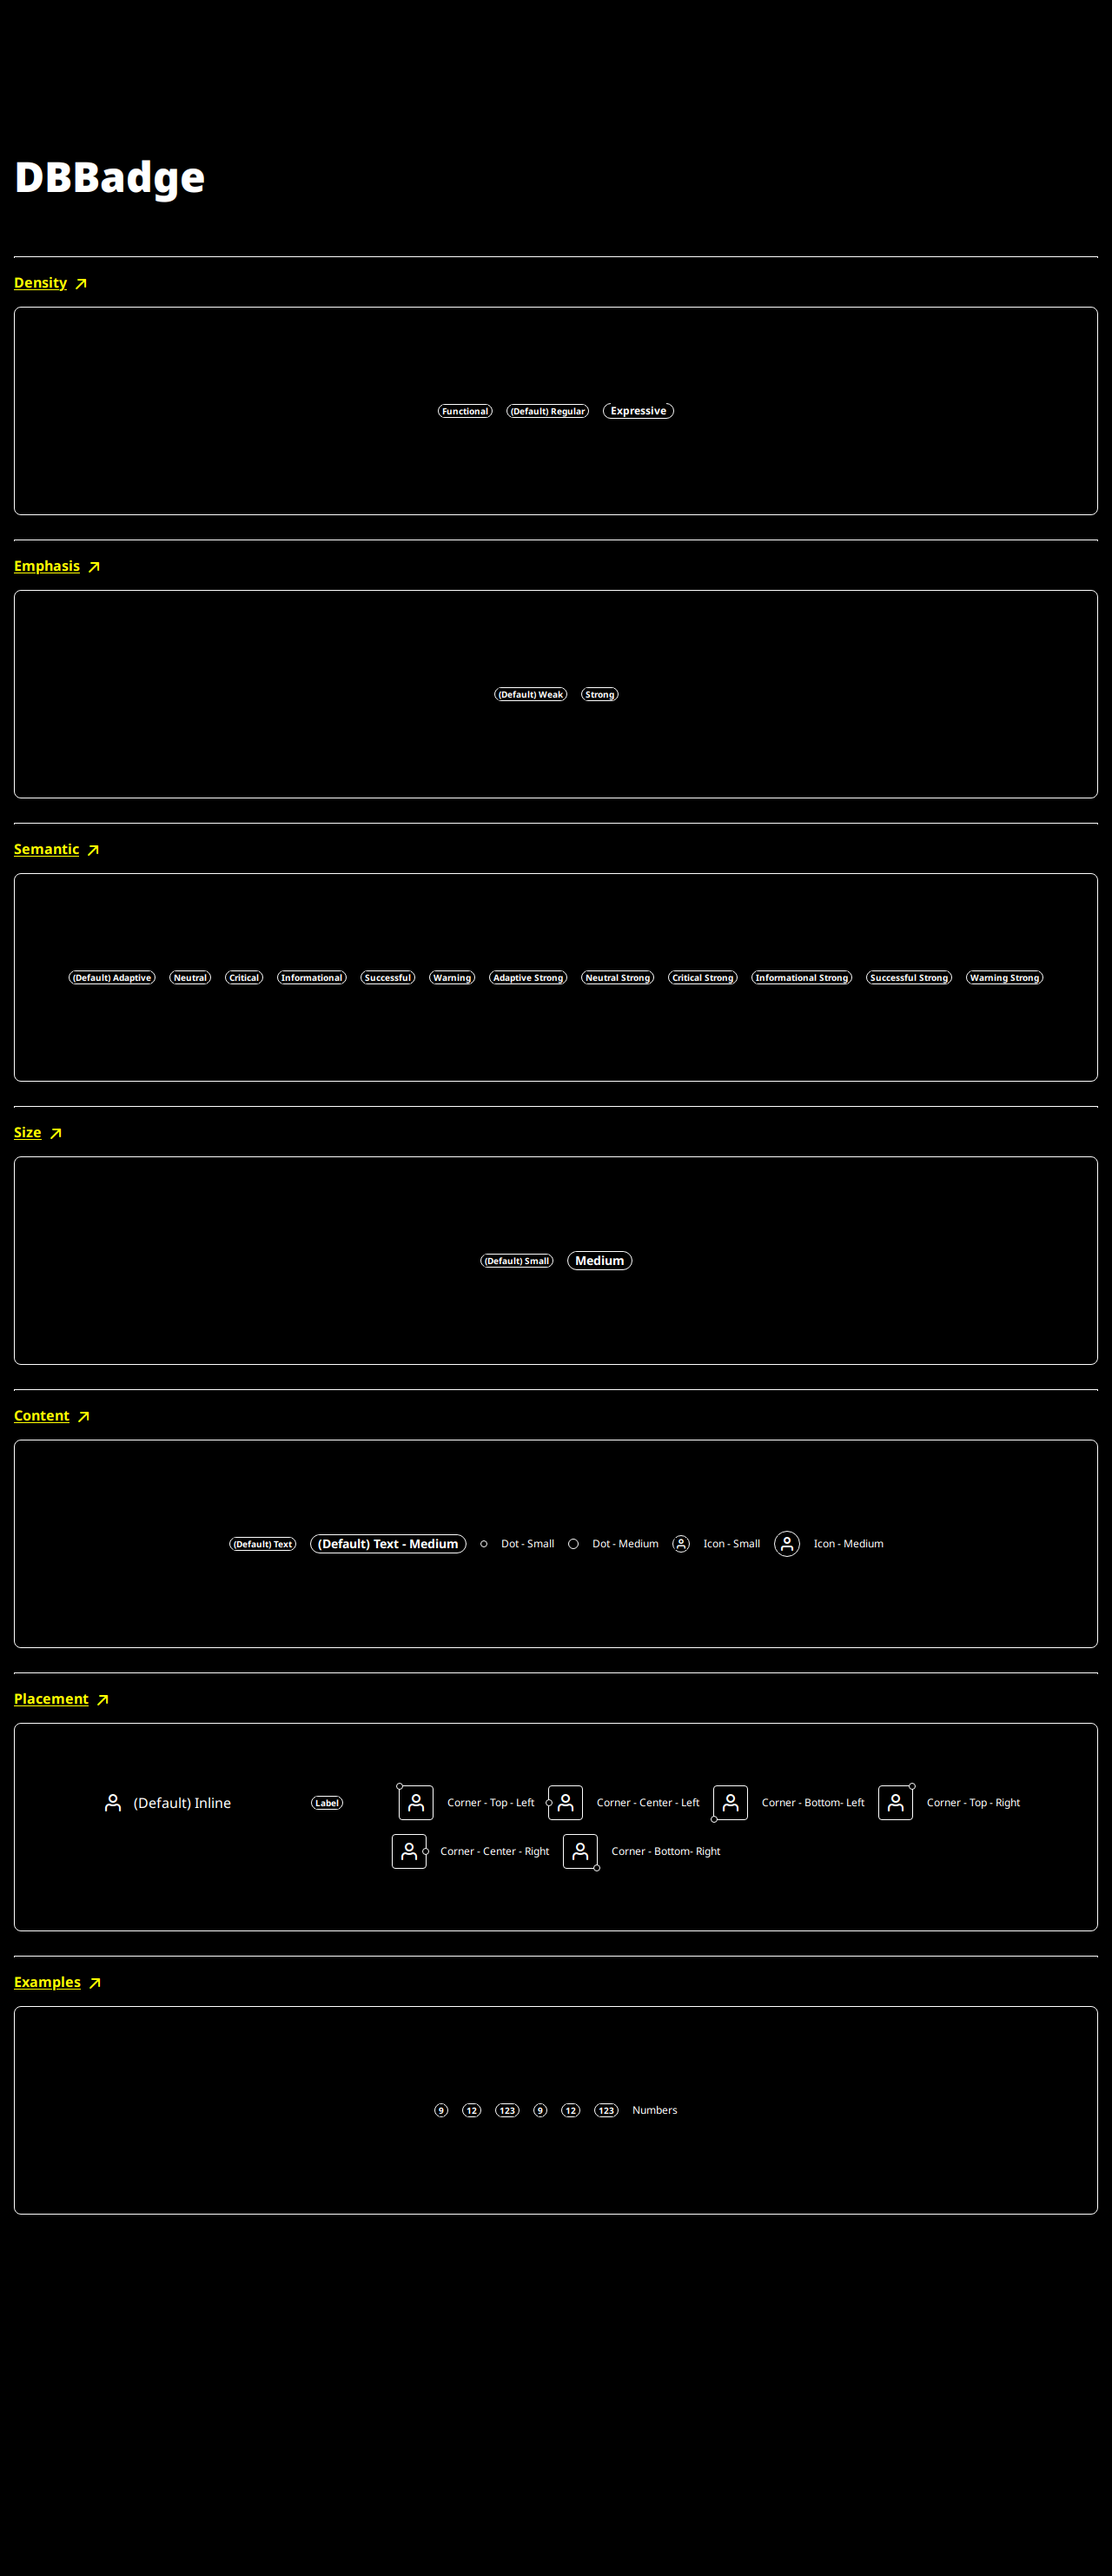 DBBadge
Density
Functional (Default) Regular Expressive
Emphasis
(Default) Weak Strong
Semantic
(Default) Adaptive Neutral Critical Informational Successful Warning Adaptive Strong Neutral Strong Critical Strong Informational Strong Successful Strong Warning Strong
Size
(Default) Small Medium
Content
(Default) Text (Default) Text - Medium Dot - Small Dot - Medium Icon - Small Icon - Medium
Placement
(Default) Inline Label Corner - Top - Left Corner - Center - Left Corner - Bottom- Left Corner - Top - Right
Corner - Center - Right Corner - Bottom- Right
Examples
9 12 123 9 12 123 Numbers